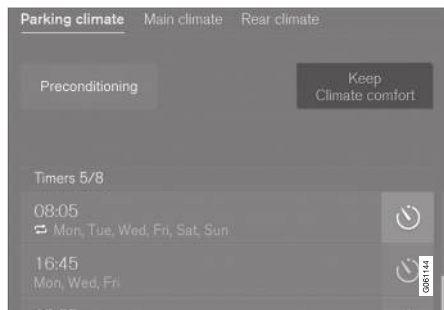 Parking climate Main climate Rear climate
Preconditioning
Keep
Climate comfort
Timers 5/8
08:05
Mon, Tue, Wed, Fri, Sat, Sun
16:45
Mon, Wed, Fri
G061144